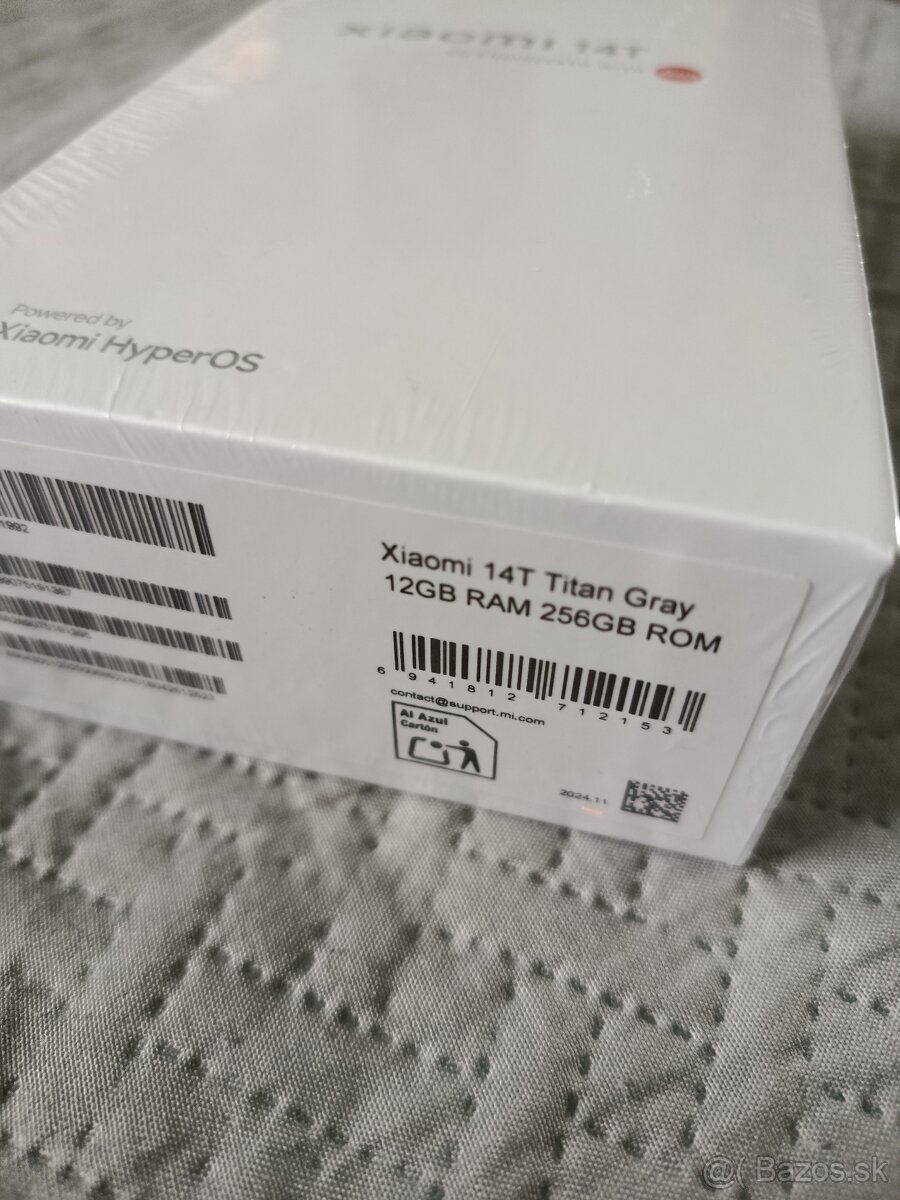 xiaomi 14T
Powered by
Xiaomi HyperOS
1992
Xiaomi 14T Titan Gray
12GB RAM 256GB ROM
6 941812 712153
contact@support.mi.com
Al Azul
Cartón
2024.11
@( Bazos.sk